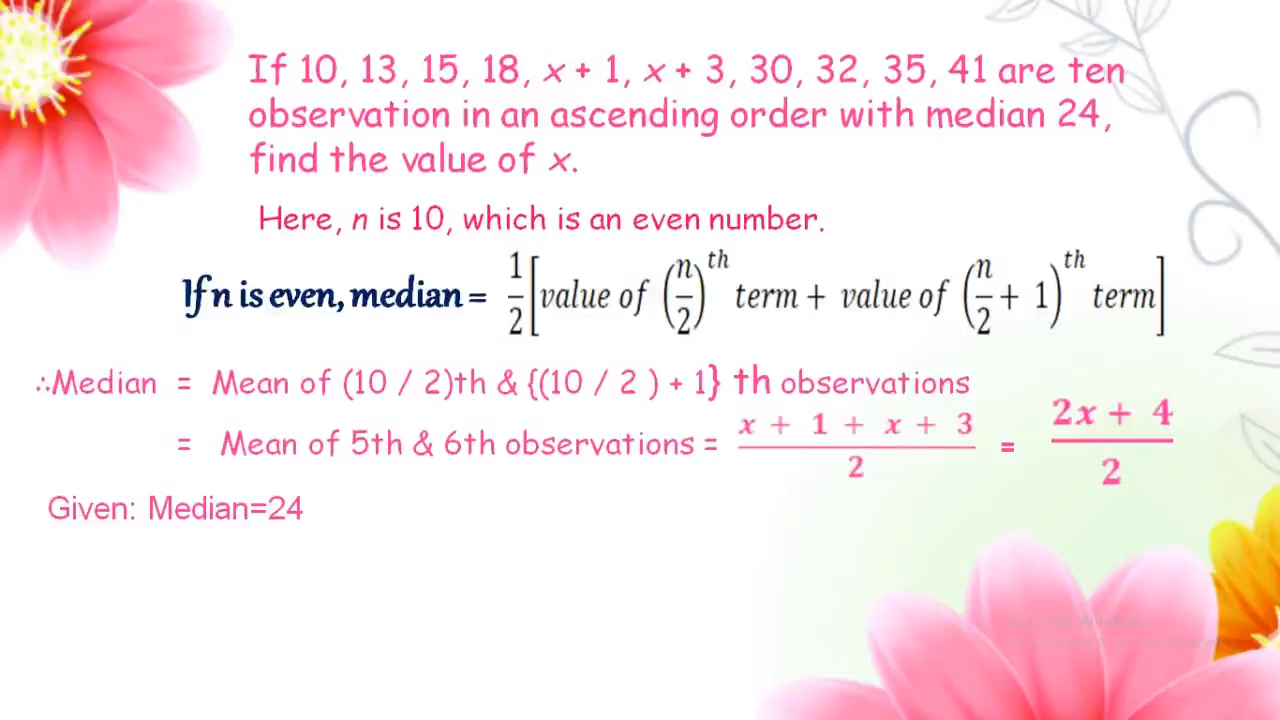 If 10, 13, 15, 18, x + 1, x + 3, 30, 32, 35, 41 are ten
observation in an ascending order with median 24,
find the value of x.
Here, n is 10, which is an even number.
If n is even, median = 1/2 [value of (n/2)^th term + value of (n/2 + 1)^th term]
∴Median = Mean of (10 / 2)th & {(10 / 2 ) + 1} th observations
= Mean of 5th & 6th observations = (x + 1 + x + 3)/2 = (2x + 4)/2
Given: Median=24